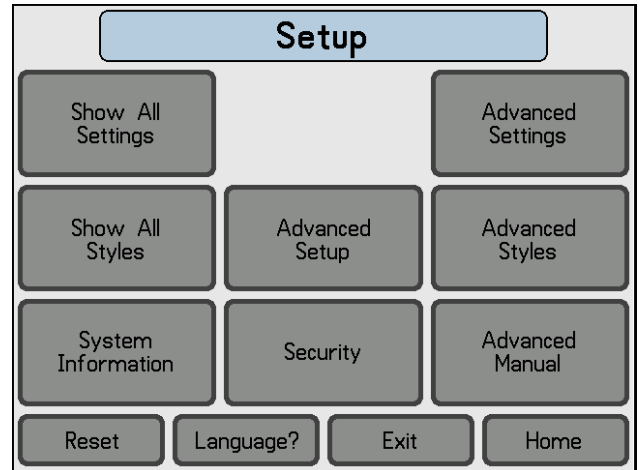 Setup
Show All
Settings
Advanced
Settings
Show All
Styles
Advanced
Setup
Advanced
Styles
System
Information
Security
Advanced
Manual
Reset
Language?
Exit
Home